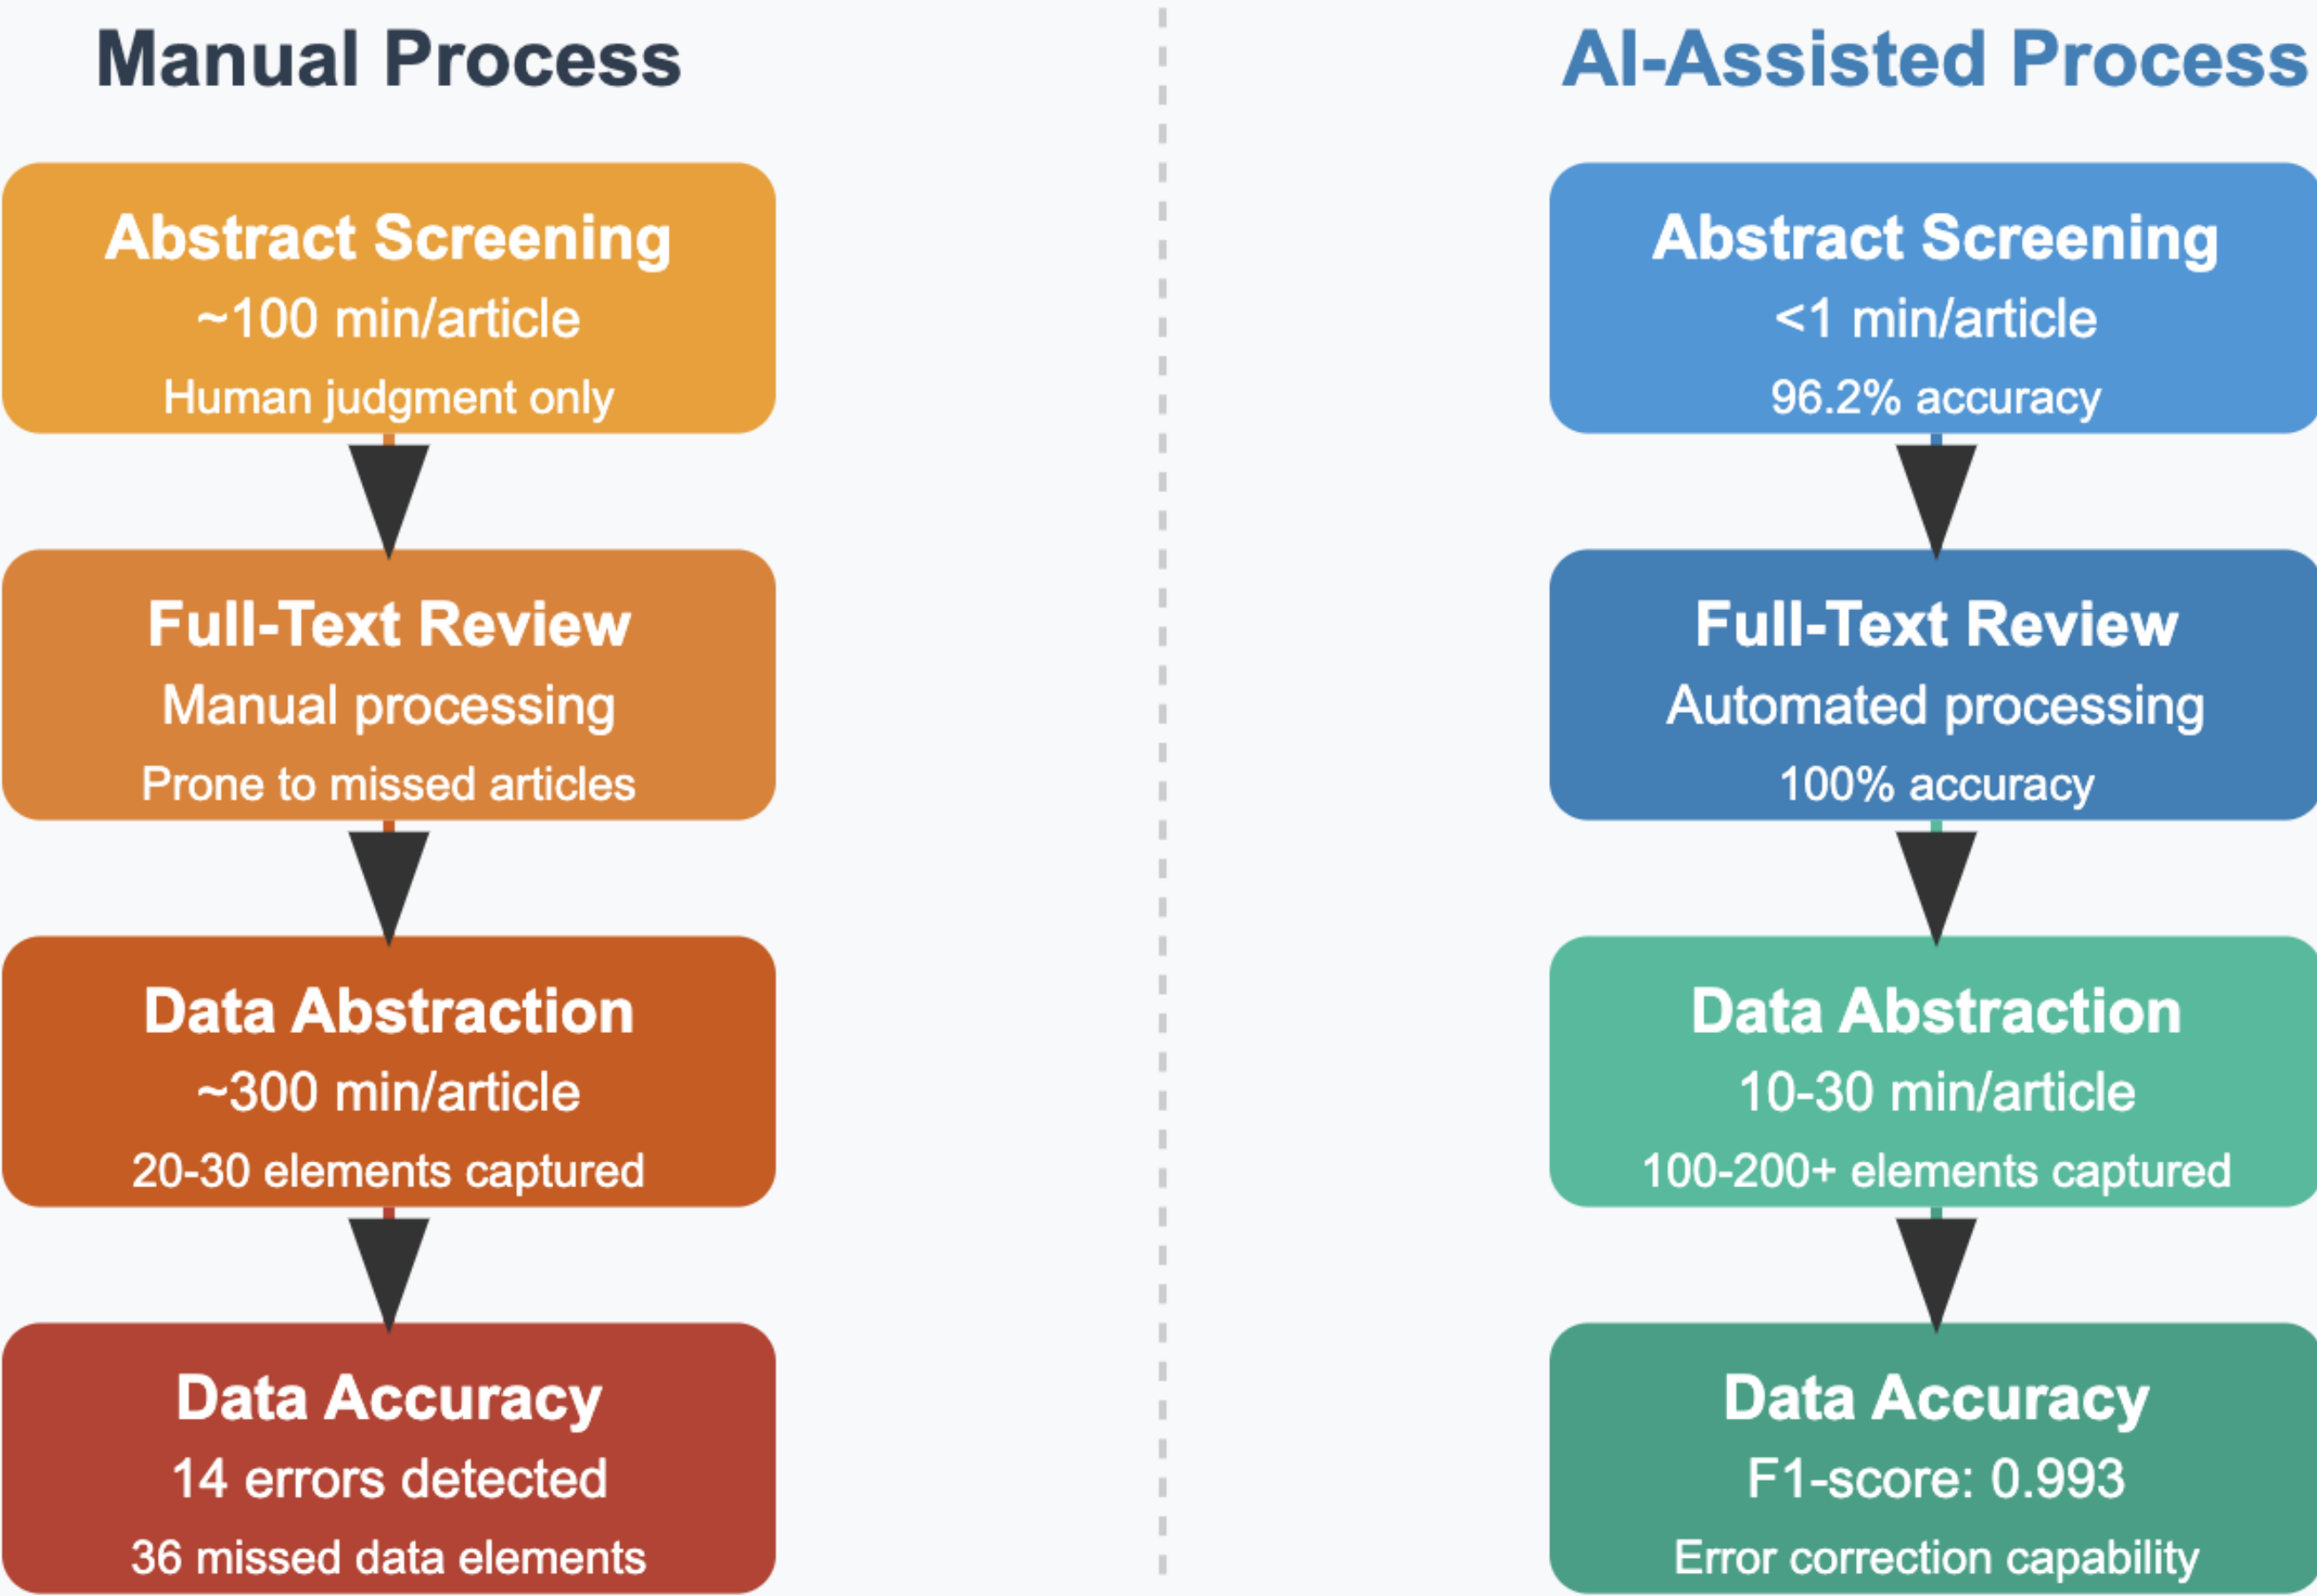 Manual Process
Abstract Screening
~100 min/article
Human judgment only
Full-Text Review
Manual processing
Prone to missed articles
Data Abstraction
~300 min/article
20-30 elements captured
Data Accuracy
14 errors detected
36 missed data elements
AI-Assisted Process
Abstract Screening
<1 min/article
96.2% accuracy
Full-Text Review
Automated processing
100% accuracy
Data Abstraction
10-30 min/article
100-200+ elements captured
Data Accuracy
F1-score: 0.993
Error correction capability